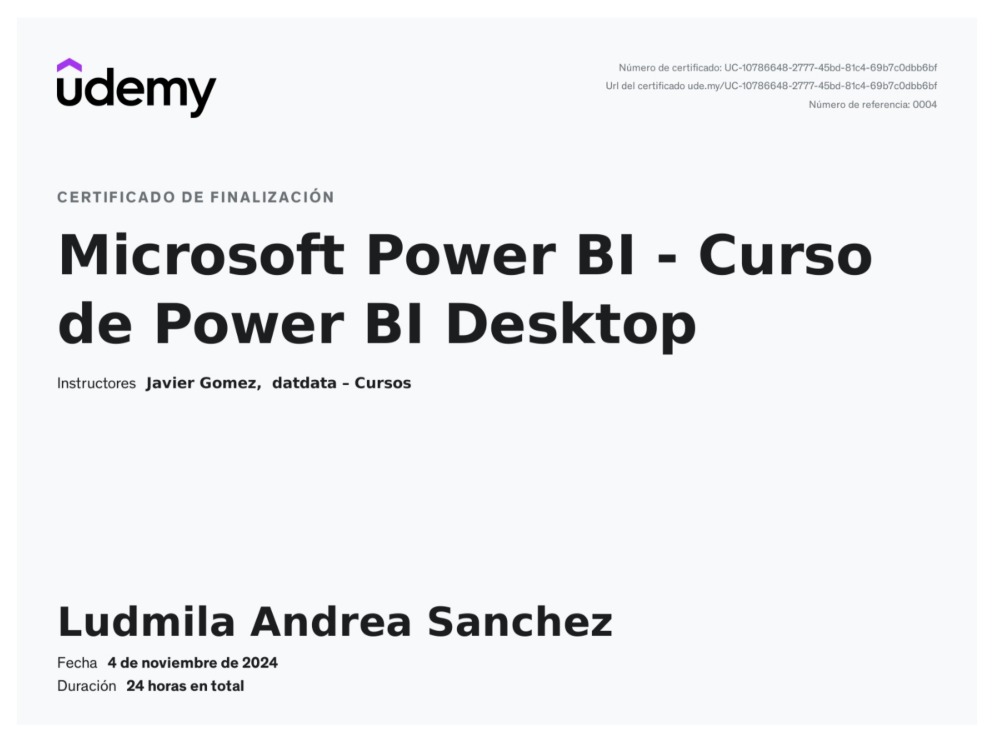 udemy
Número de certificado: UC-10786648-2777-45bd-81c4-69b7c0dbb6bf
Url del certificado ude.my/UC-10786648-2777-45bd-81c4-69b7c0dbb6bf
Número de referencia: 0004
CERTIFICADO DE FINALIZACIÓN
Microsoft Power BI - Curso
de Power BI Desktop
Instructores Javier Gomez, datdata – Cursos
Ludmila Andrea Sanchez
Fecha 4 de noviembre de 2024
Duración 24 horas en total